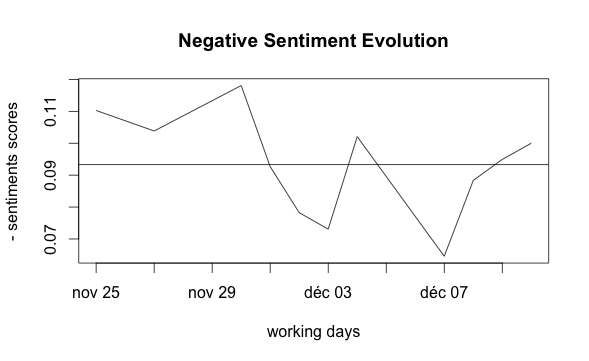 Negative Sentiment Evolution
- sentiments scores
0.11
0.09
0.07
nov 25 nov 29 déc 03 déc 07
working days